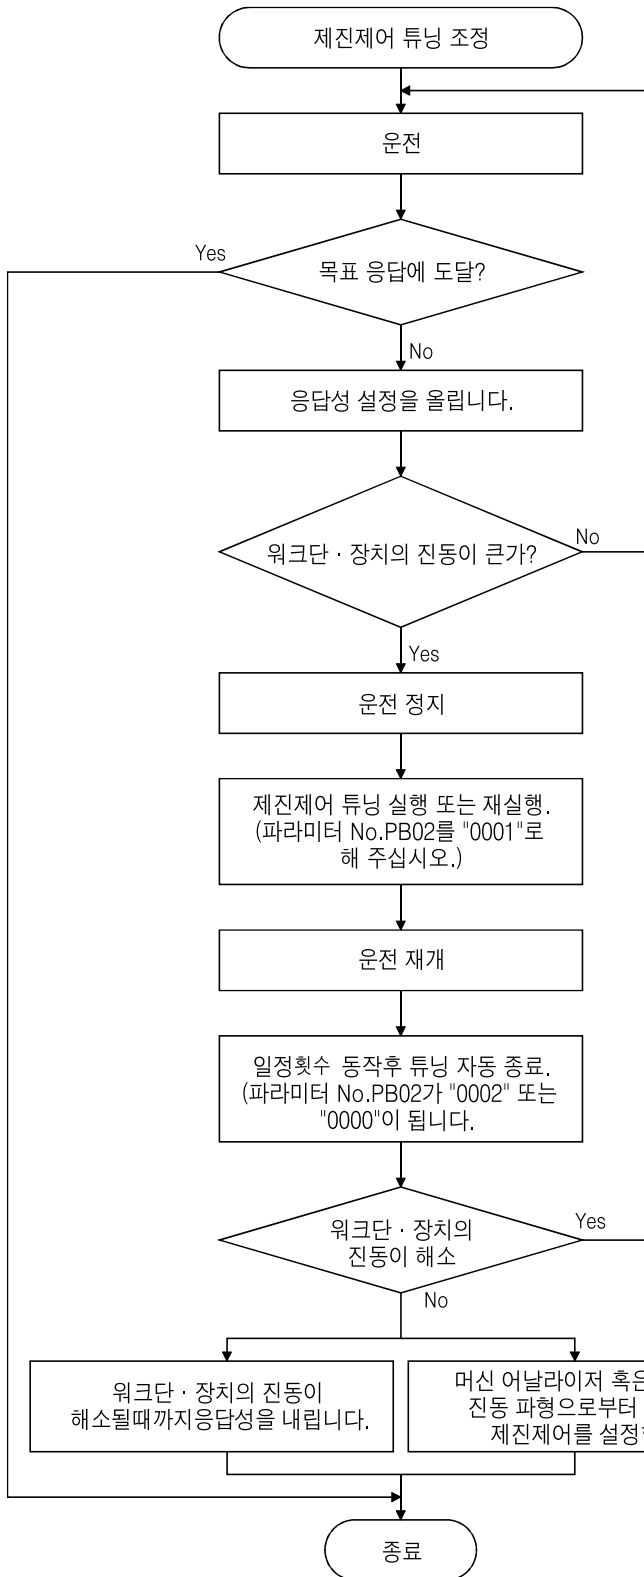 제진제어 튜닝 조정
운전
Yes
목표 응답에 도달?
No
응답성 설정을 올립니다.
워크단 · 장치의 진동이 큰가?
No
Yes
운전 정지
제진제어 튜닝 실행 또는 재실행.
(파라미터 No.PB02를 "0001"로
해 주십시오.)
운전 재개
일정횟수 동작후 튜닝 자동 종료.
(파라미터 No.PB02가 "0002" 또는
"0000"이 됩니다.
워크단 · 장치의
진동이 해소
Yes
No
워크단 · 장치의 진동이
해소될때까지응답성을 내립니다.
머신 어날라이저 혹은
진동 파형으로부터
제진제어를
종료